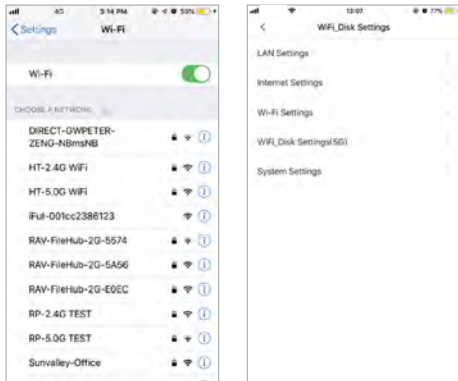 4G
3:14 PM
59%
Settings
Wi-Fi
Wi-Fi
CHOOSE A NETWORK
DIRECT-GWPETER-
ZENG-NBmsNB
HT-2.4G WiFi
HT-5.0G WiFi
iFul-001cc2386123
RAV-FileHub-2G-5574
RAV-FileHub-2G-5A56
RAV-FileHub-2G-E0EC
RP-2.4G TEST
RP-5.0G TEST
Sunvalley-Office
13:07
77%
WiFi_Disk Settings
LAN Settings
Internet Settings
Wi-Fi Settings
WiFi_Disk Settings(5G)
System Settings